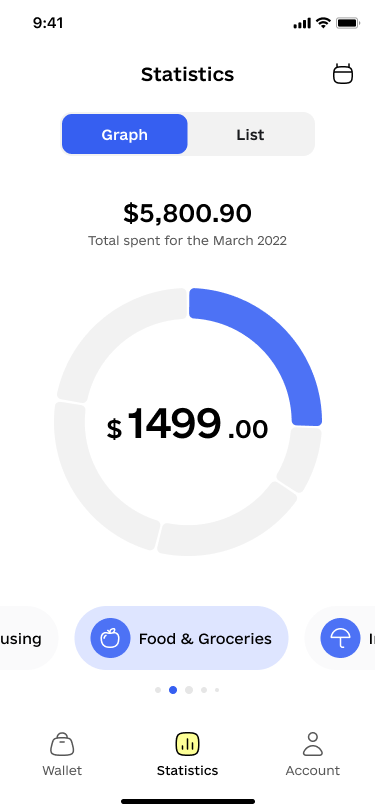 9:41
Statistics
Graph List
$5,800.90
Total spent for the March 2022
$ 1499 .00
using Food & Groceries
Wallet Statistics Account